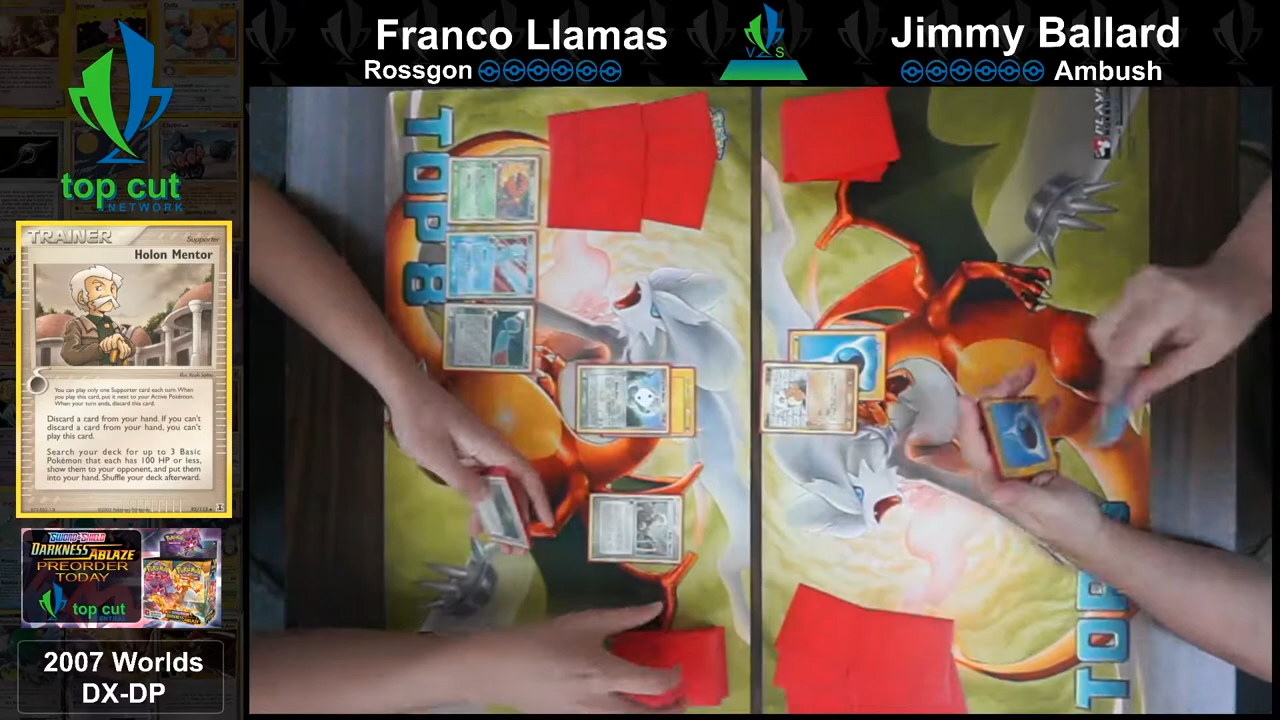 Franco Llamas
Rossgon
V S
Jimmy Ballard
Ambush
top cut
NETWORK
TRAINER
Supporter
Holon Mentor
You can play only one Supporter card each turn. When
you play this card, put it next to your Active Pokémon.
When your turn ends, discard this card.
Discard a card from your hand. If you can't
discard a card from your hand, you can't
play this card.
Search your deck for up to 3 Basic
Pokémon that each has 100 HP or less,
show them to your opponent, and put them
into your hand. Shuffle your deck afterward.
SWORD & SHIELD
DARKNESS ABLAZE
PREORDER
TODAY
top cut
CENTRAL
2007 Worlds
DX-DP
TOP 8
PLAY!
TOP 8